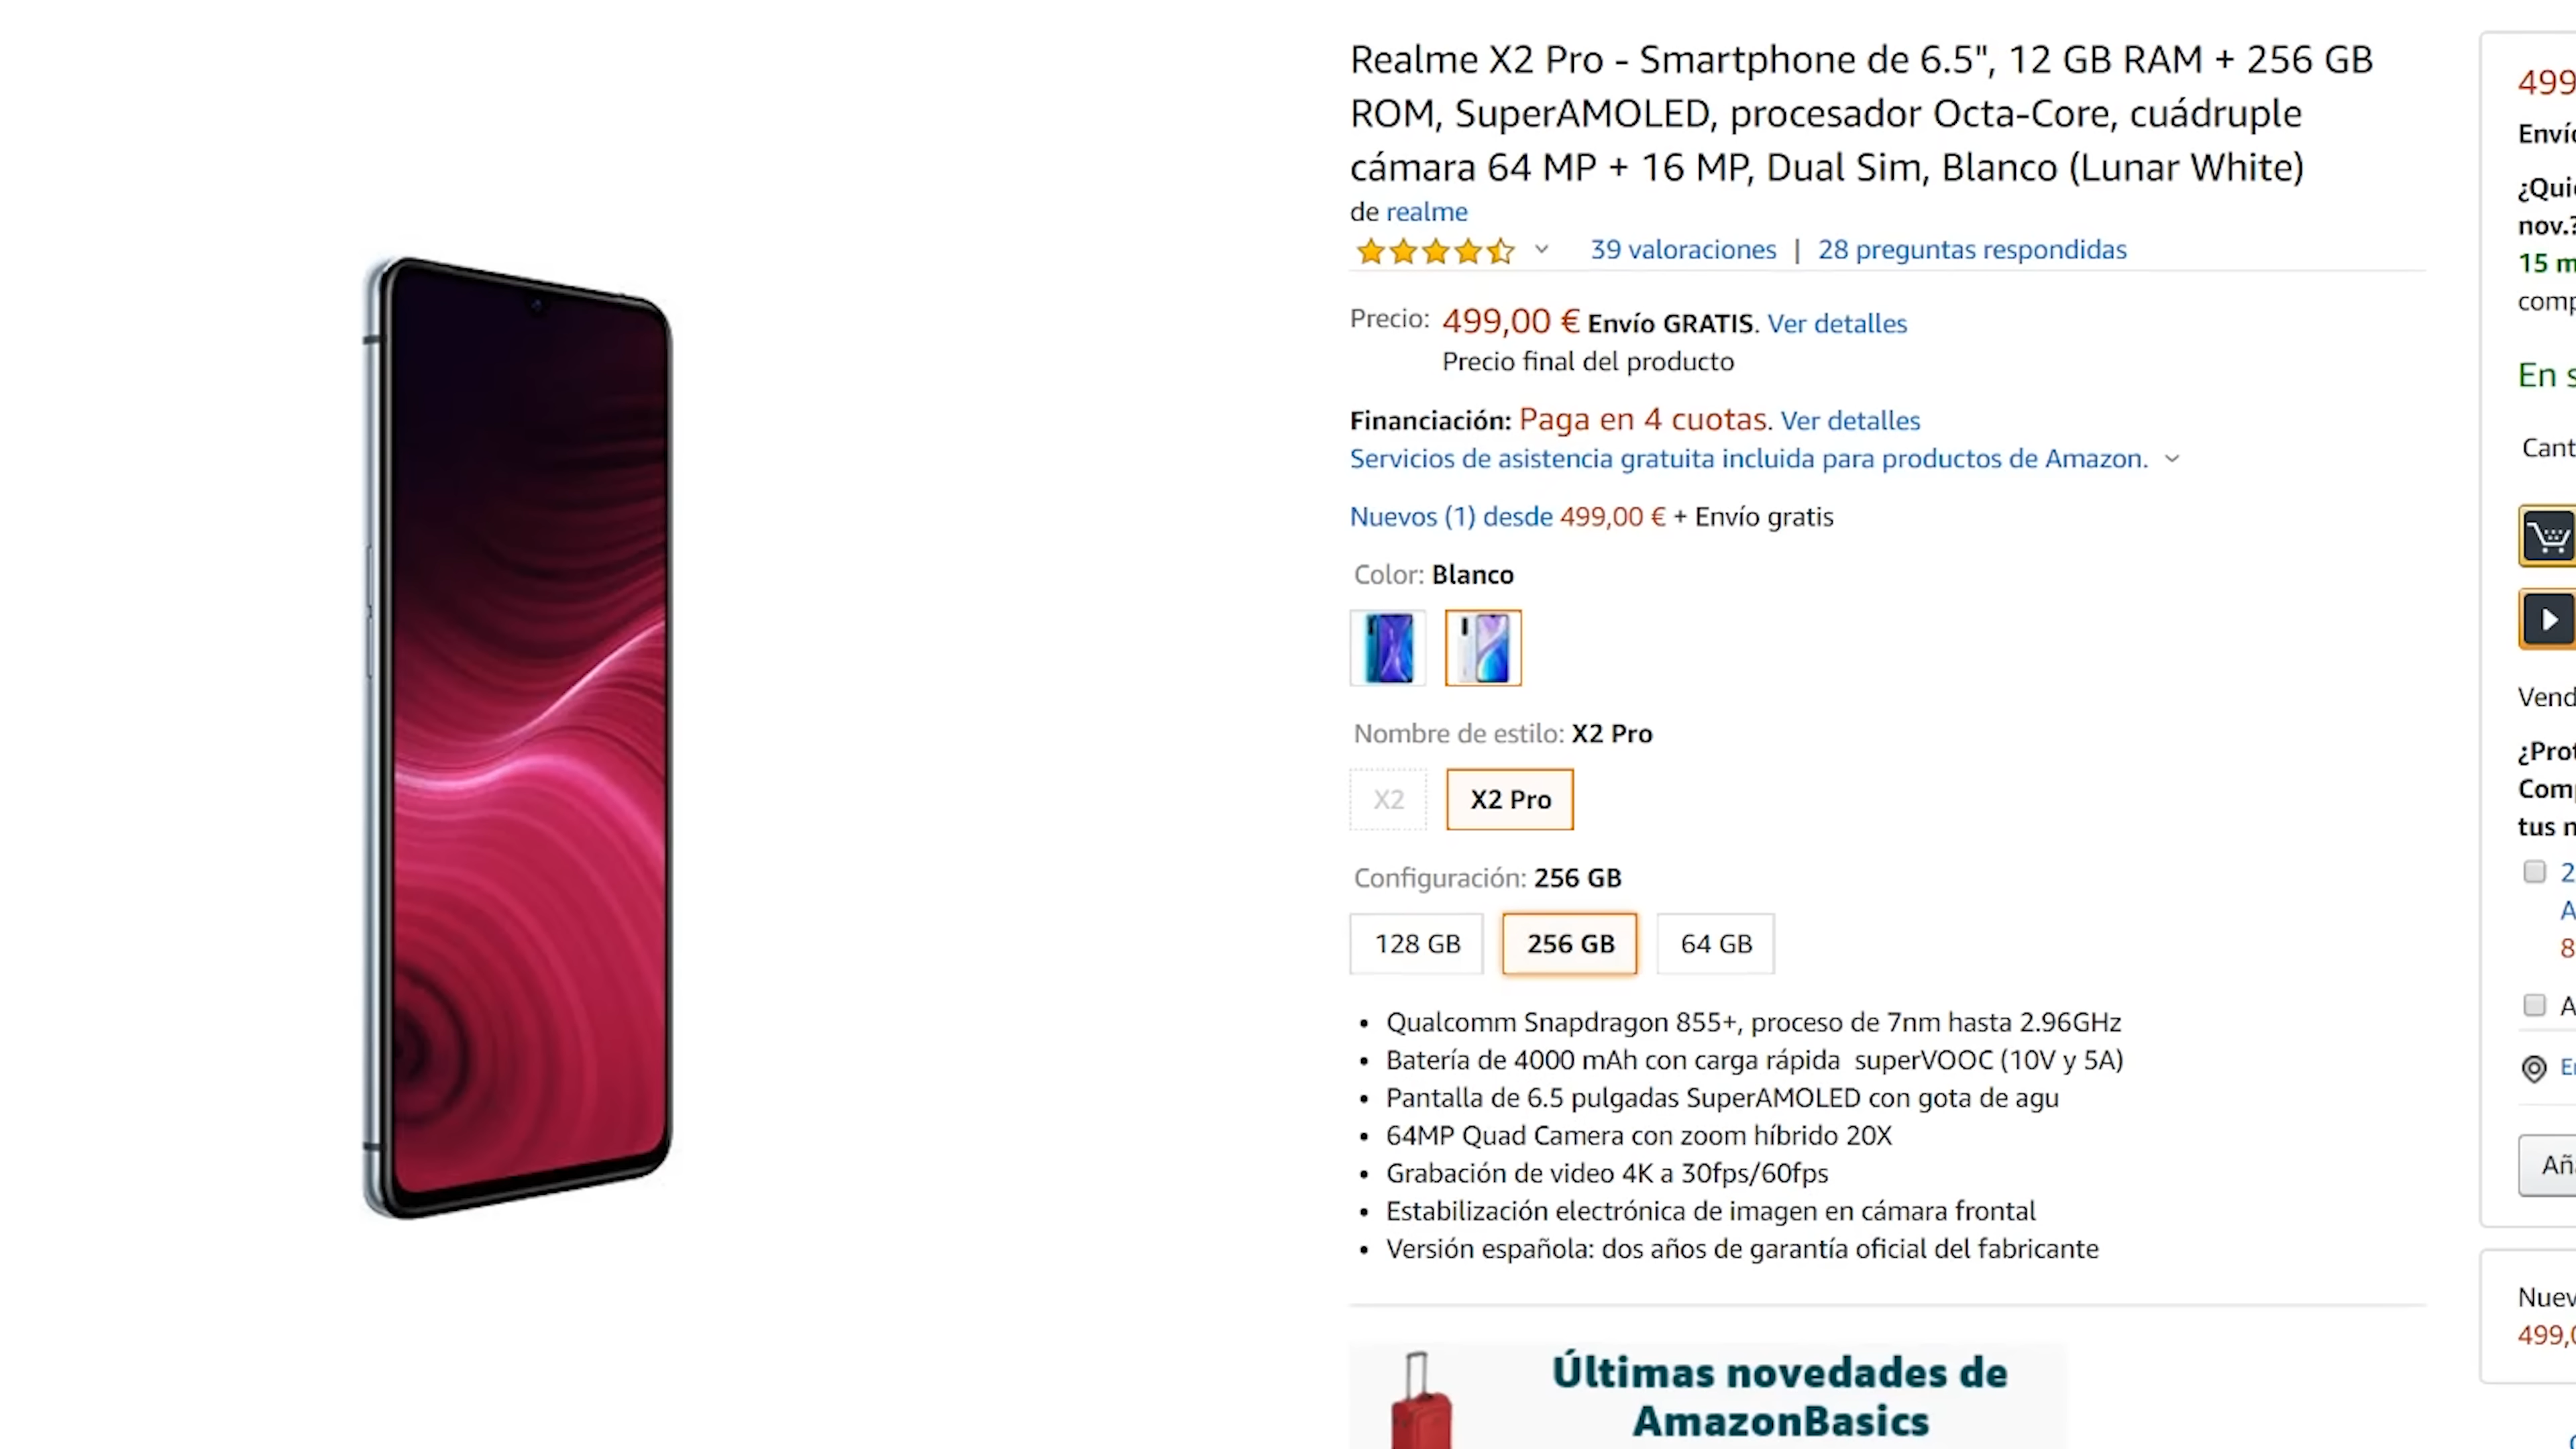 Realme X2 Pro - Smartphone de 6.5", 12 GB RAM + 256 GB
ROM, SuperAMOLED, procesador Octa-Core, cuádruple
cámara 64 MP + 16 MP, Dual Sim, Blanco (Lunar White)
de realme
39 valoraciones | 28 preguntas respondidas
Precio: 499,00 € Envío GRATIS. Ver detalles
Precio final del producto
Financiación: Paga en 4 cuotas. Ver detalles
Servicios de asistencia gratuita incluida para productos de Amazon.
Nuevos (1) desde 499,00 € + Envío gratis
Color: Blanco
Nombre de estilo: X2 Pro
X2 X2 Pro
Configuración: 256 GB
128 GB 256 GB 64 GB
• Qualcomm Snapdragon 855+, proceso de 7nm hasta 2.96GHz
• Batería de 4000 mAh con carga rápida superVOOC (10V y 5A)
• Pantalla de 6.5 pulgadas SuperAMOLED con gota de agu
• 64MP Quad Camera con zoom híbrido 20X
• Grabación de video 4K a 30fps/60fps
• Estabilización electrónica de imagen en cámara frontal
• Versión española: dos años de garantía oficial del fabricante
Últimas novedades de
AmazonBasics
499
nov.?
15 m
comp
En s
Cant
Vend
tus n
2
A
8
A
Nuev
499,